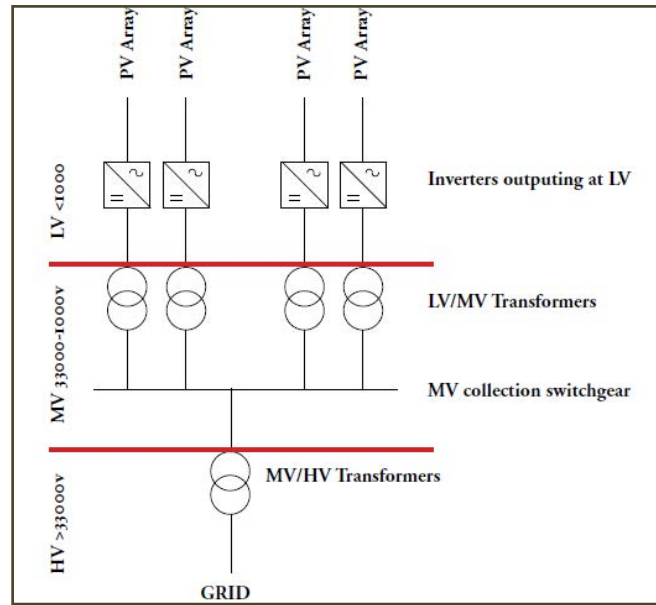 PV Array
PV Array
PV Array
PV Array
LV <1000
Inverters outputing at LV
MV 33000-1000v
LV/MV Transformers
MV collection switchgear
HV >33000v
MV/HV Transformers
GRID